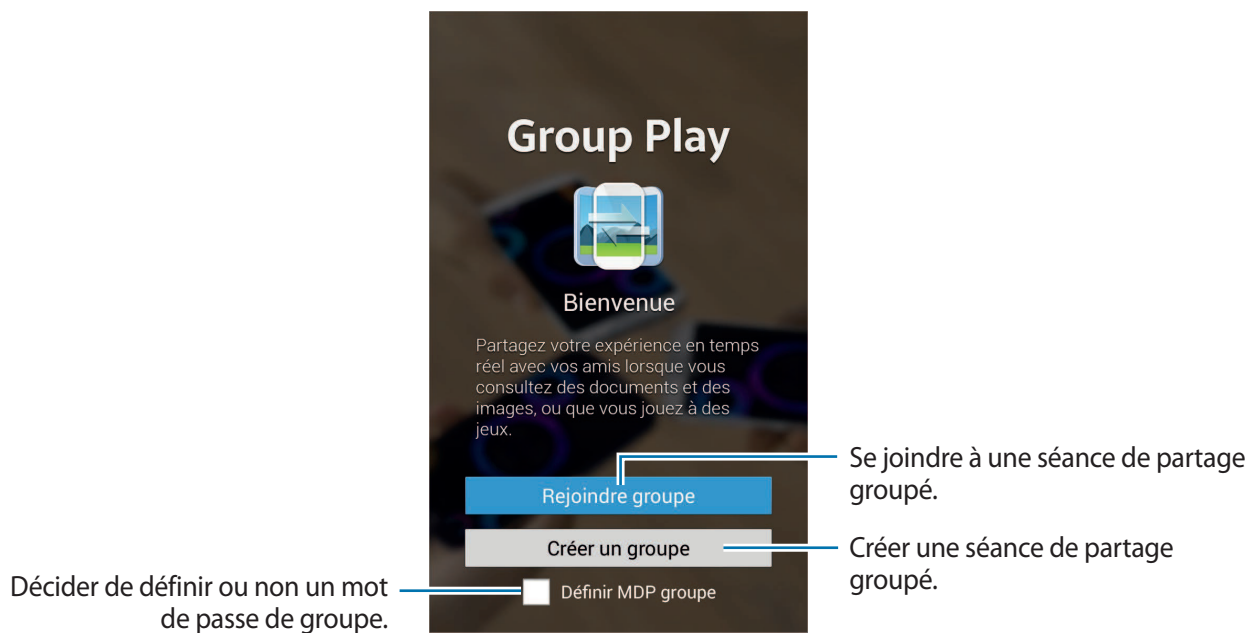 Group Play
Bienvenue
Partagez votre expérience en temps
réel avec vos amis lorsque vous
consultez des documents et des
images, ou que vous jouez à des
jeux.
Se joindre à une séance de partage
groupé.
Rejoindre groupe
Créer un groupe
Créer une séance de partage
groupé.
Décider de définir ou non un mot
de passe de groupe.
Définir MDP groupe